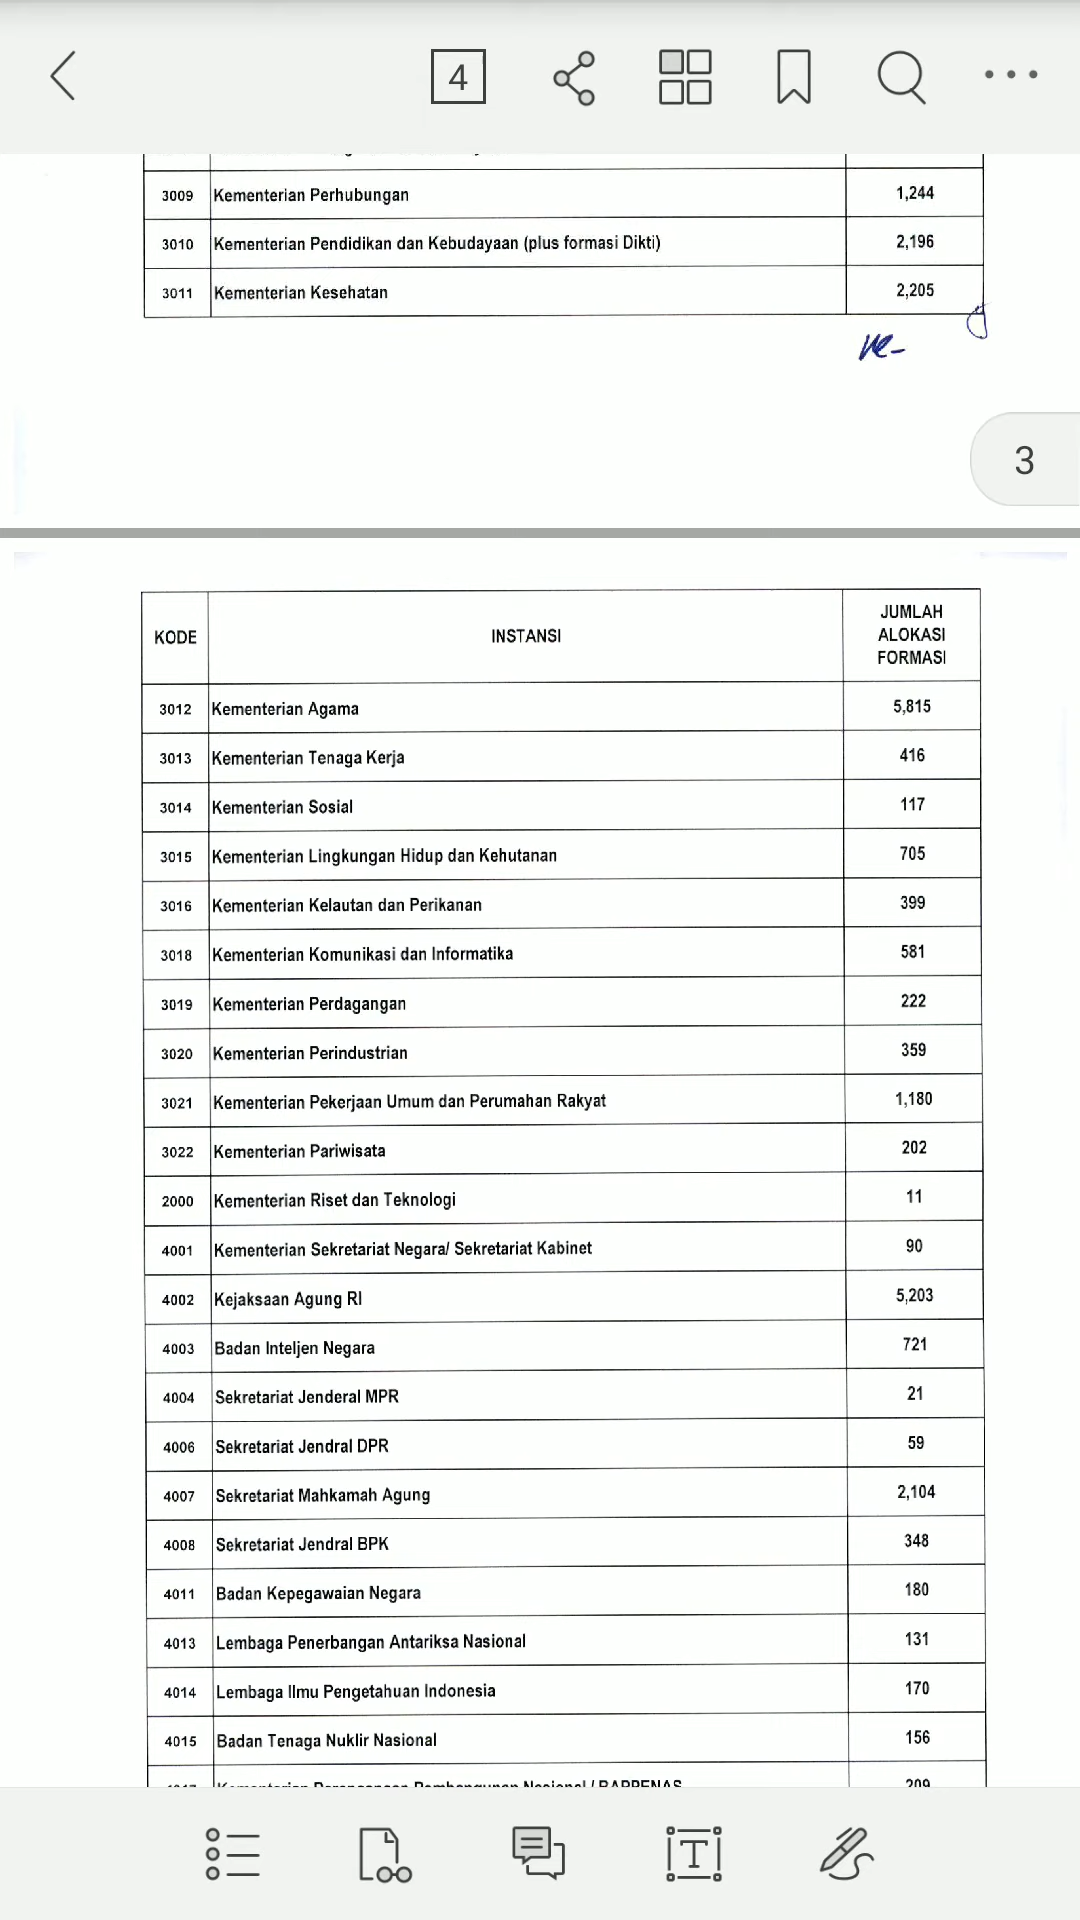 4
3009 Kementerian Perhubungan 1,244
3010 Kementerian Pendidikan dan Kebudayaan (plus formasi Dikti) 2,196
3011 Kementerian Kesehatan 2,205
3
KODE INSTANSI JUMLAH ALOKASI FORMASI
3012 Kementerian Agama 5,815
3013 Kementerian Tenaga Kerja 416
3014 Kementerian Sosial 117
3015 Kementerian Lingkungan Hidup dan Kehutanan 705
3016 Kementerian Kelautan dan Perikanan 399
3018 Kementerian Komunikasi dan Informatika 581
3019 Kementerian Perdagangan 222
3020 Kementerian Perindustrian 359
3021 Kementerian Pekerjaan Umum dan Perumahan Rakyat 1,180
3022 Kementerian Pariwisata 202
2000 Kementerian Riset dan Teknologi 11
4001 Kementerian Sekretariat Negara/ Sekretariat Kabinet 90
4002 Kejaksaan Agung RI 5,203
4003 Badan Inteljen Negara 721
4004 Sekretariat Jenderal MPR 21
4006 Sekretariat Jendral DPR 59
4007 Sekretariat Mahkamah Agung 2,104
4008 Sekretariat Jendral BPK 348
4011 Badan Kepegawaian Negara 180
4013 Lembaga Penerbangan Antariksa Nasional 131
4014 Lembaga Ilmu Pengetahuan Indonesia 170
4015 Badan Tenaga Nuklir Nasional 156
Kementerian Perencanaan Pembangunan Nasional / BAPPENAS 209